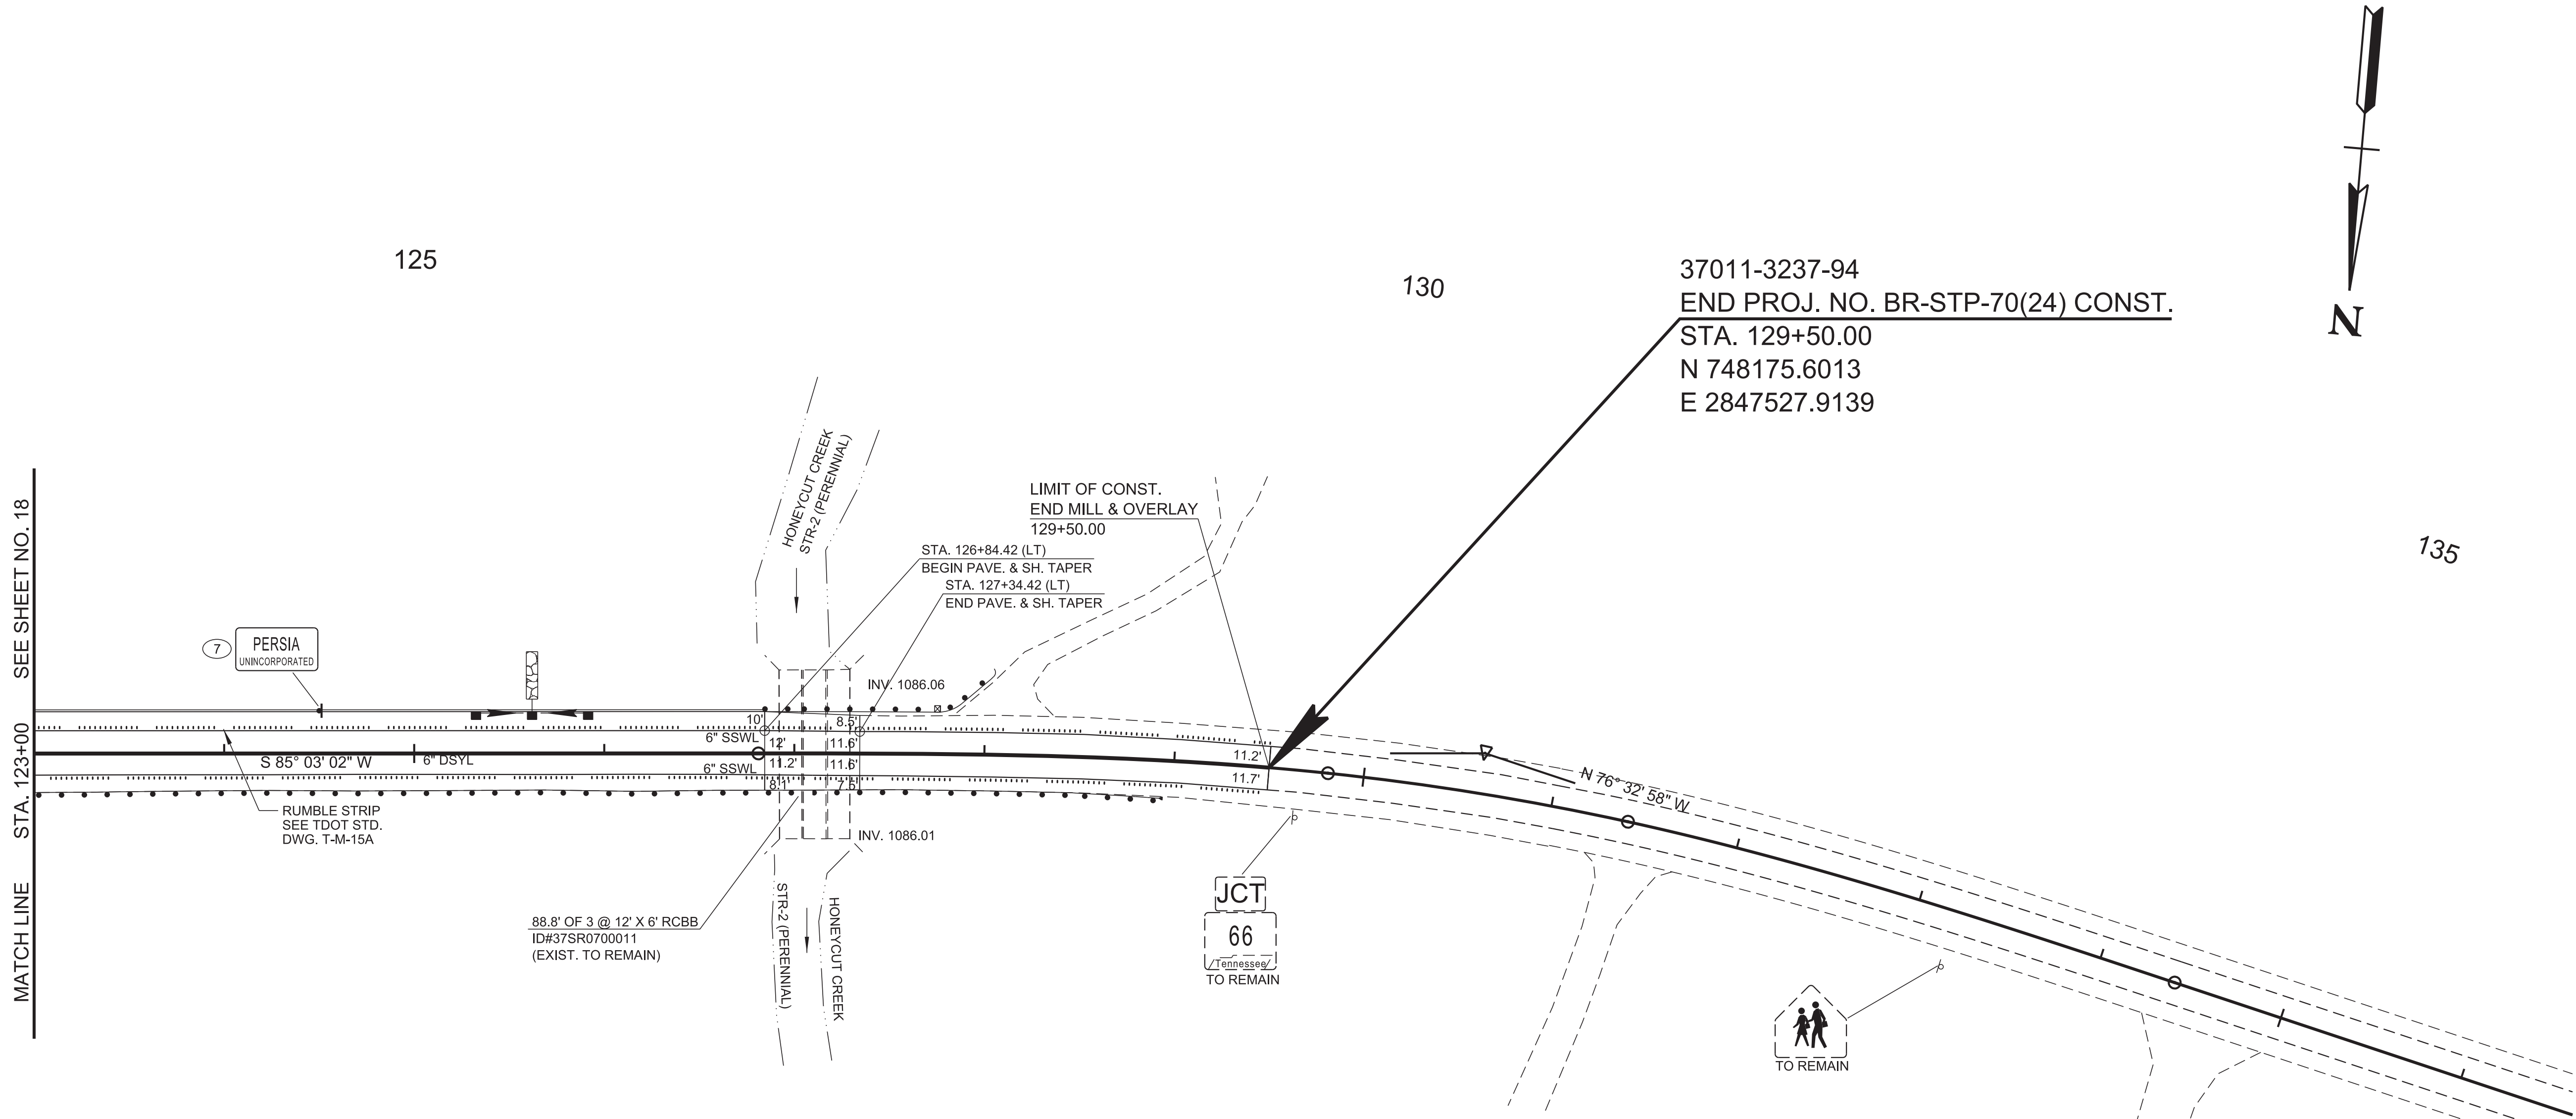 N
125
130
135
37011-3237-94
END PROJ. NO. BR-STP-70(24) CONST.
STA. 129+50.00
N 748175.6013
E 2847527.9139
MATCH LINE STA. 123+00 SEE SHEET NO. 18
HONEYCUT CREEK
STR-2 (PERENNIAL)
LIMIT OF CONST.
END MILL & OVERLAY
129+50.00
STA. 126+84.42 (LT)
BEGIN PAVE. & SH. TAPER
STA. 127+34.42 (LT)
END PAVE. & SH. TAPER
7
PERSIA
UNINCORPORATED
INV. 1086.06
10'
8.5'
6" SSWL
12'
11.6'
S 85° 03' 02" W
6" DSYL
11.2'
11.6'
6" SSWL
8.1'
7.5'
11.2'
11.7'
N 76° 32' 58" W
RUMBLE STRIP
SEE TDOT STD.
DWG. T-M-15A
INV. 1086.01
88.8' OF 3 @ 12' X 6' RCBB
ID#37SR0700011
(EXIST. TO REMAIN)
STR-2 (PERENNIAL)
HONEYCUT CREEK
JCT
66
Tennessee
TO REMAIN
TO REMAIN